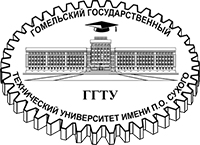 ГОМЕЛЬСКИЙ ГОСУДАРСТВЕННЫЙ
ГГТУ
ТЕХНИЧЕСКИЙ УНИВЕРСИТЕТ ИМЕНИ П.О. СУХОГО